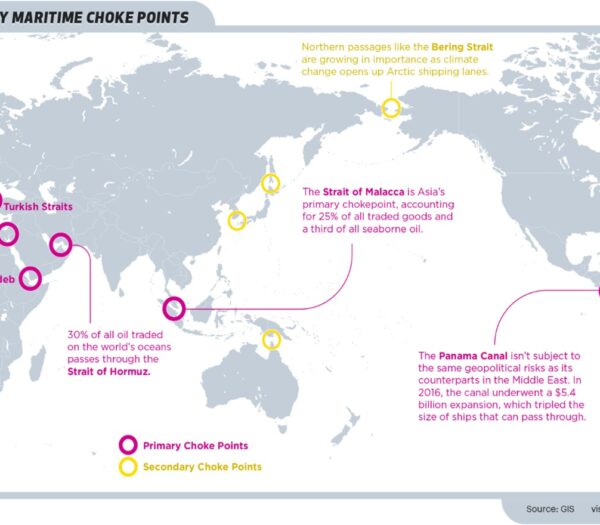 Y MARITIME CHOKE POINTS
Northern passages like the Bering Strait
are growing in importance as climate
change opens up Arctic shipping lanes.
The Strait of Malacca is Asia's
primary chokepoint, accounting
for 25% of all traded goods and
a third of all seaborne oil.
Turkish Straits
deb
30% of all oil traded
on the world's oceans
passes through the
Strait of Hormuz.
The Panama Canal isn't subject to
the same geopolitical risks as its
counterparts in the Middle East. In
2016, the canal underwent a $5.4
billion expansion, which tripled the
size of ships that can pass through.
Primary Choke Points
Secondary Choke Points
Source: GIS
vis